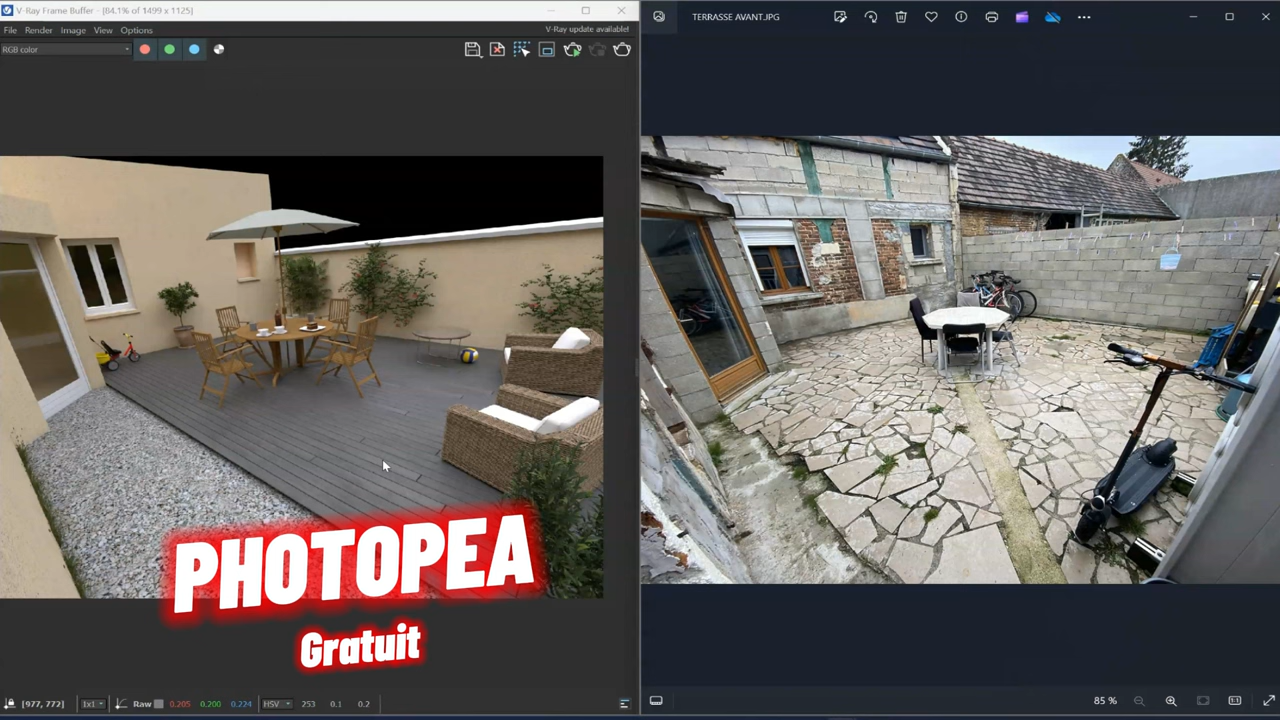 V-Ray Frame Buffer - [84.1% of 1499 x 1125]
File Render Image View Options
V-Ray update available!
RGB color
TERRASSE AVANT.JPG
PHOTOPEA
Gratuit
[977, 772]
1x1
Raw
0.205 0.200 0.224
HSV
253 0.1 0.2
85 %